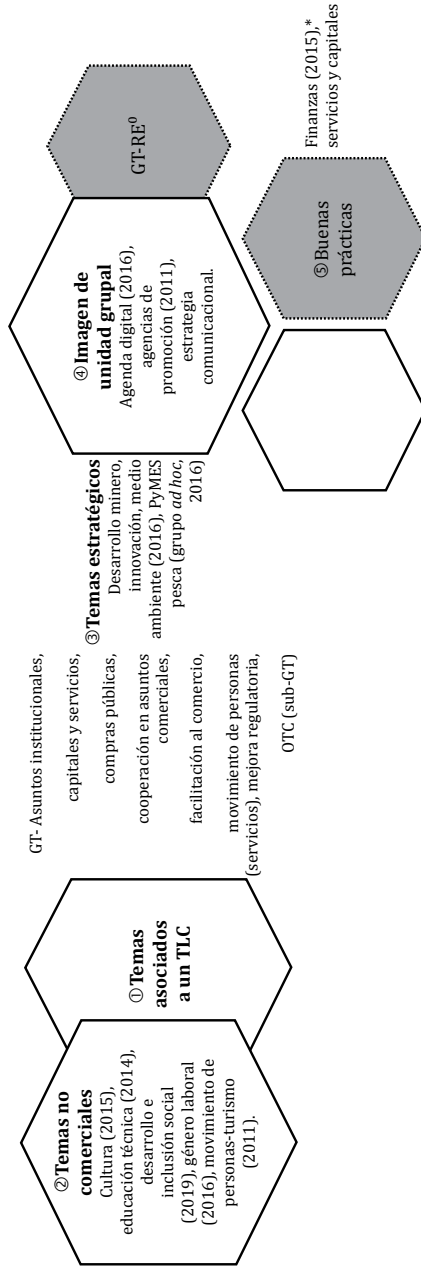 ②Temas no
comerciales
Cultura (2015),
educación técnica (2014),
desarrollo e
inclusión social
(2019), género laboral
(2016), movimiento de
personas-turismo
(2011).
①Temas
asociados
a un TLC
GT- Asuntos institucionales,
capitales y servicios,
compras públicas,
cooperación en asuntos
comerciales,
facilitación al comercio,
movimiento de personas
(servicios), mejora regulatoria,
OTC (sub-GT)
③Temas estratégicos
Desarrollo minero,
innovación, medio
ambiente (2016), PyMES
pesca (grupo ad hoc,
2016)
④Imagen de
unidad grupal
Agenda digital (2016),
agencias de
promoción (2011),
estrategia
comunicacional.
GT-RE⁰
⑤Buenas
prácticas
Finanzas (2015),*
servicios y capitales